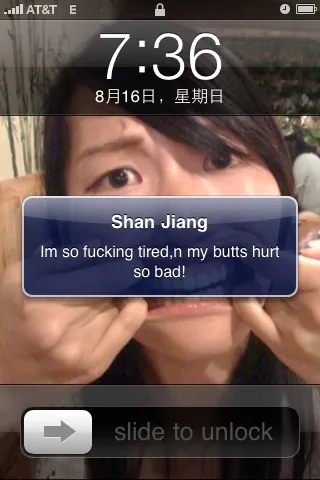 AT&T E
7:36
8月16日，星期日
Shan Jiang
Im so fucking tired,n my butts hurt
so bad!
slide to unlock